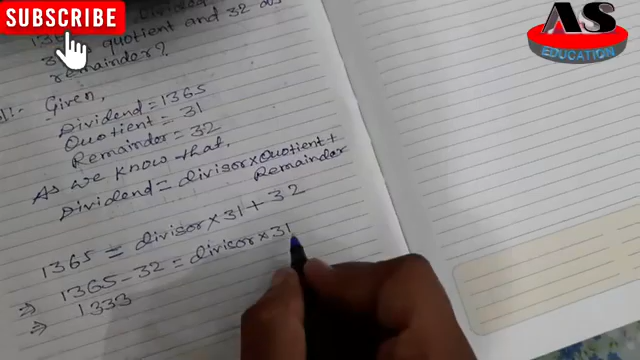 SUBSCRIBE
AS
EDUCATION
divided
quotient and 32 as
remainder?
Given,
Dividend = 1365
Quotient = 31
Remainder = 32
As we know that,
Dividend = divisor × Quotient +
Remainder
1365 = divisor × 31 + 32
⇒ 1365 - 32 = divisor × 31
⇒ 1333